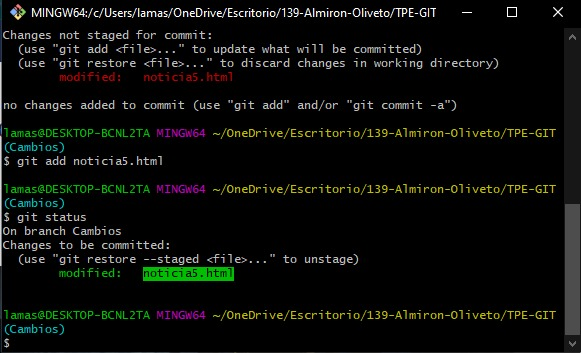 MINGW64:/c/Users/lamas/OneDrive/Escritorio/139-Almiron-Oliveto/TPE-GIT
Changes not staged for commit:
  (use "git add <file>..." to update what will be committed)
  (use "git restore <file>..." to discard changes in working directory)
        modified:   noticia5.html
no changes added to commit (use "git add" and/or "git commit -a")
lamas@DESKTOP-BCNL2TA MINGW64 ~/OneDrive/Escritorio/139-Almiron-Oliveto/TPE-GIT
(Cambios)
$ git add noticia5.html
lamas@DESKTOP-BCNL2TA MINGW64 ~/OneDrive/Escritorio/139-Almiron-Oliveto/TPE-GIT
(Cambios)
$ git status
On branch Cambios
Changes to be committed:
  (use "git restore --staged <file>..." to unstage)
        modified:   noticia5.html
lamas@DESKTOP-BCNL2TA MINGW64 ~/OneDrive/Escritorio/139-Almiron-Oliveto/TPE-GIT
(Cambios)
$